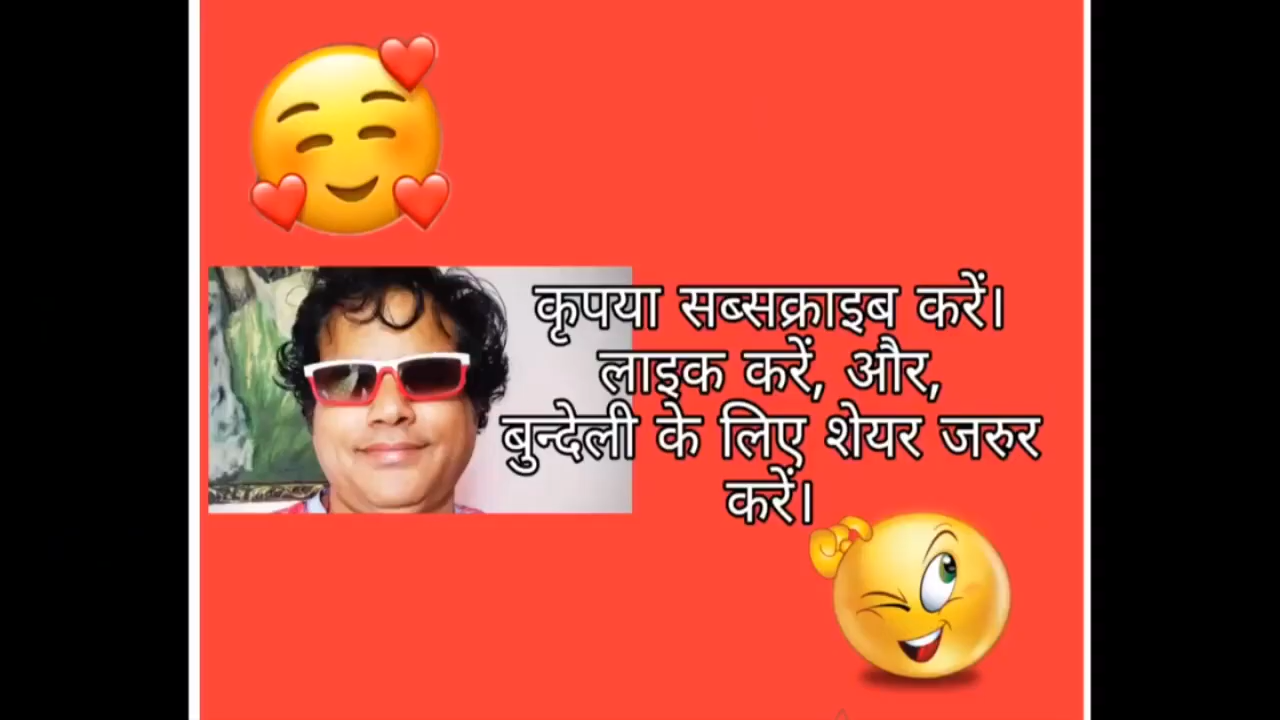 कृपया सब्सक्राइब करें।
लाइक करें, और,
बुन्देली के लिए शेयर जरुर
करें।